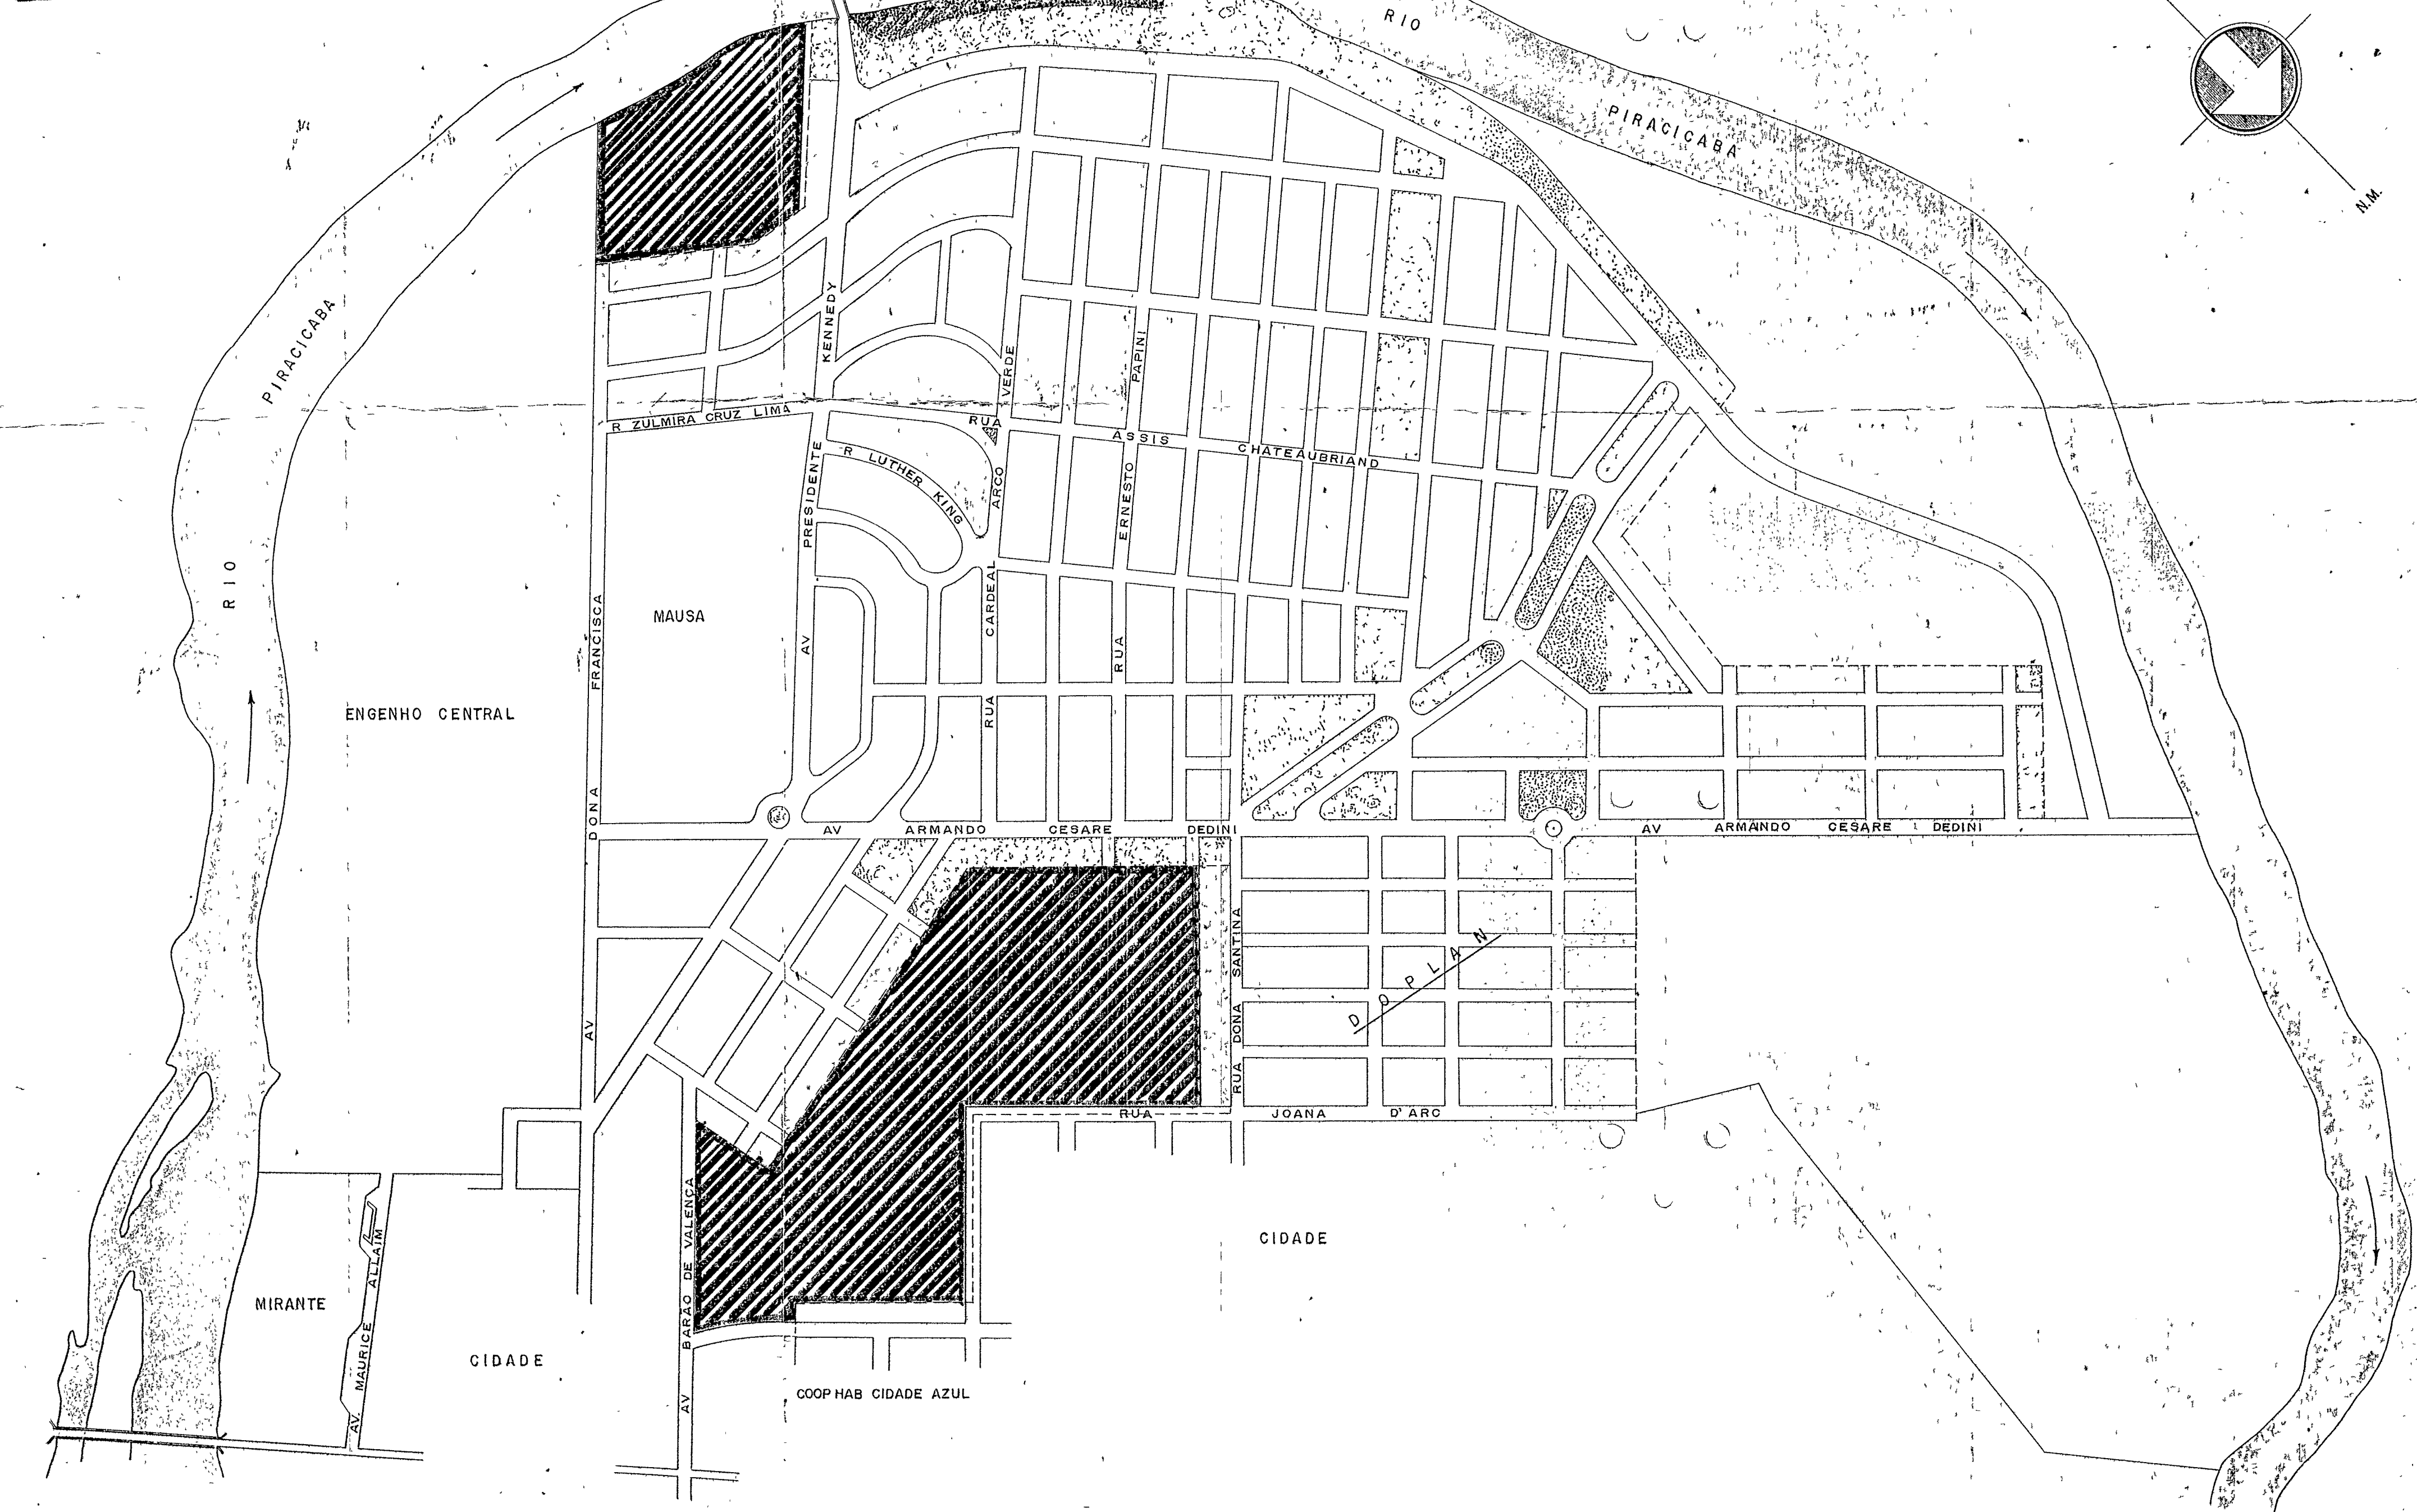 RIO
PIRACICABA
N.M.
RIO
PIRACICABA
AV PRESIDENTE KENNEDY
R ZULMIRA CRUZ LIMA
RUA ASSIS CHATEAUBRIAND
R LUTHER KING
RUA CARDEAL ARCO VERDE
RUA ERNESTO PAPINI
AV DONA FRANCISCA
MAUSA
ENGENHO CENTRAL
AV ARMANDO CESARE DEDINI
AV ARMANDO CESARE DEDINI
RUA DONA SANTINA
DOPLAN
RUA JOANA D'ARC
CIDADE
MIRANTE
AV. MAURICE ALLAIM
CIDADE
AV BARÃO DE VALENÇA
COOP HAB CIDADE AZUL